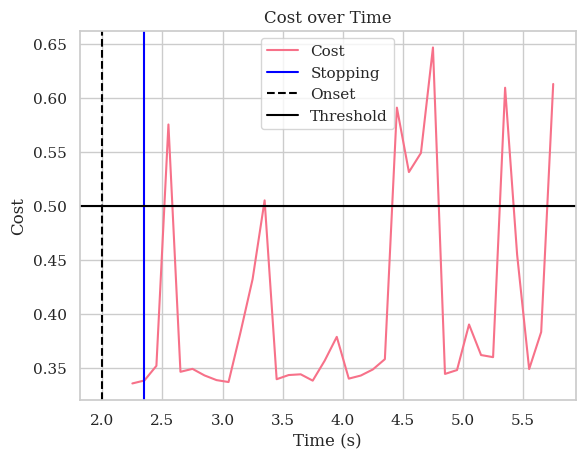 Cost over Time
Cost
Stopping
Onset
Threshold
0.65
0.60
0.55
0.50
0.45
0.40
0.35
Cost
2.0 2.5 3.0 3.5 4.0 4.5 5.0 5.5
Time (s)